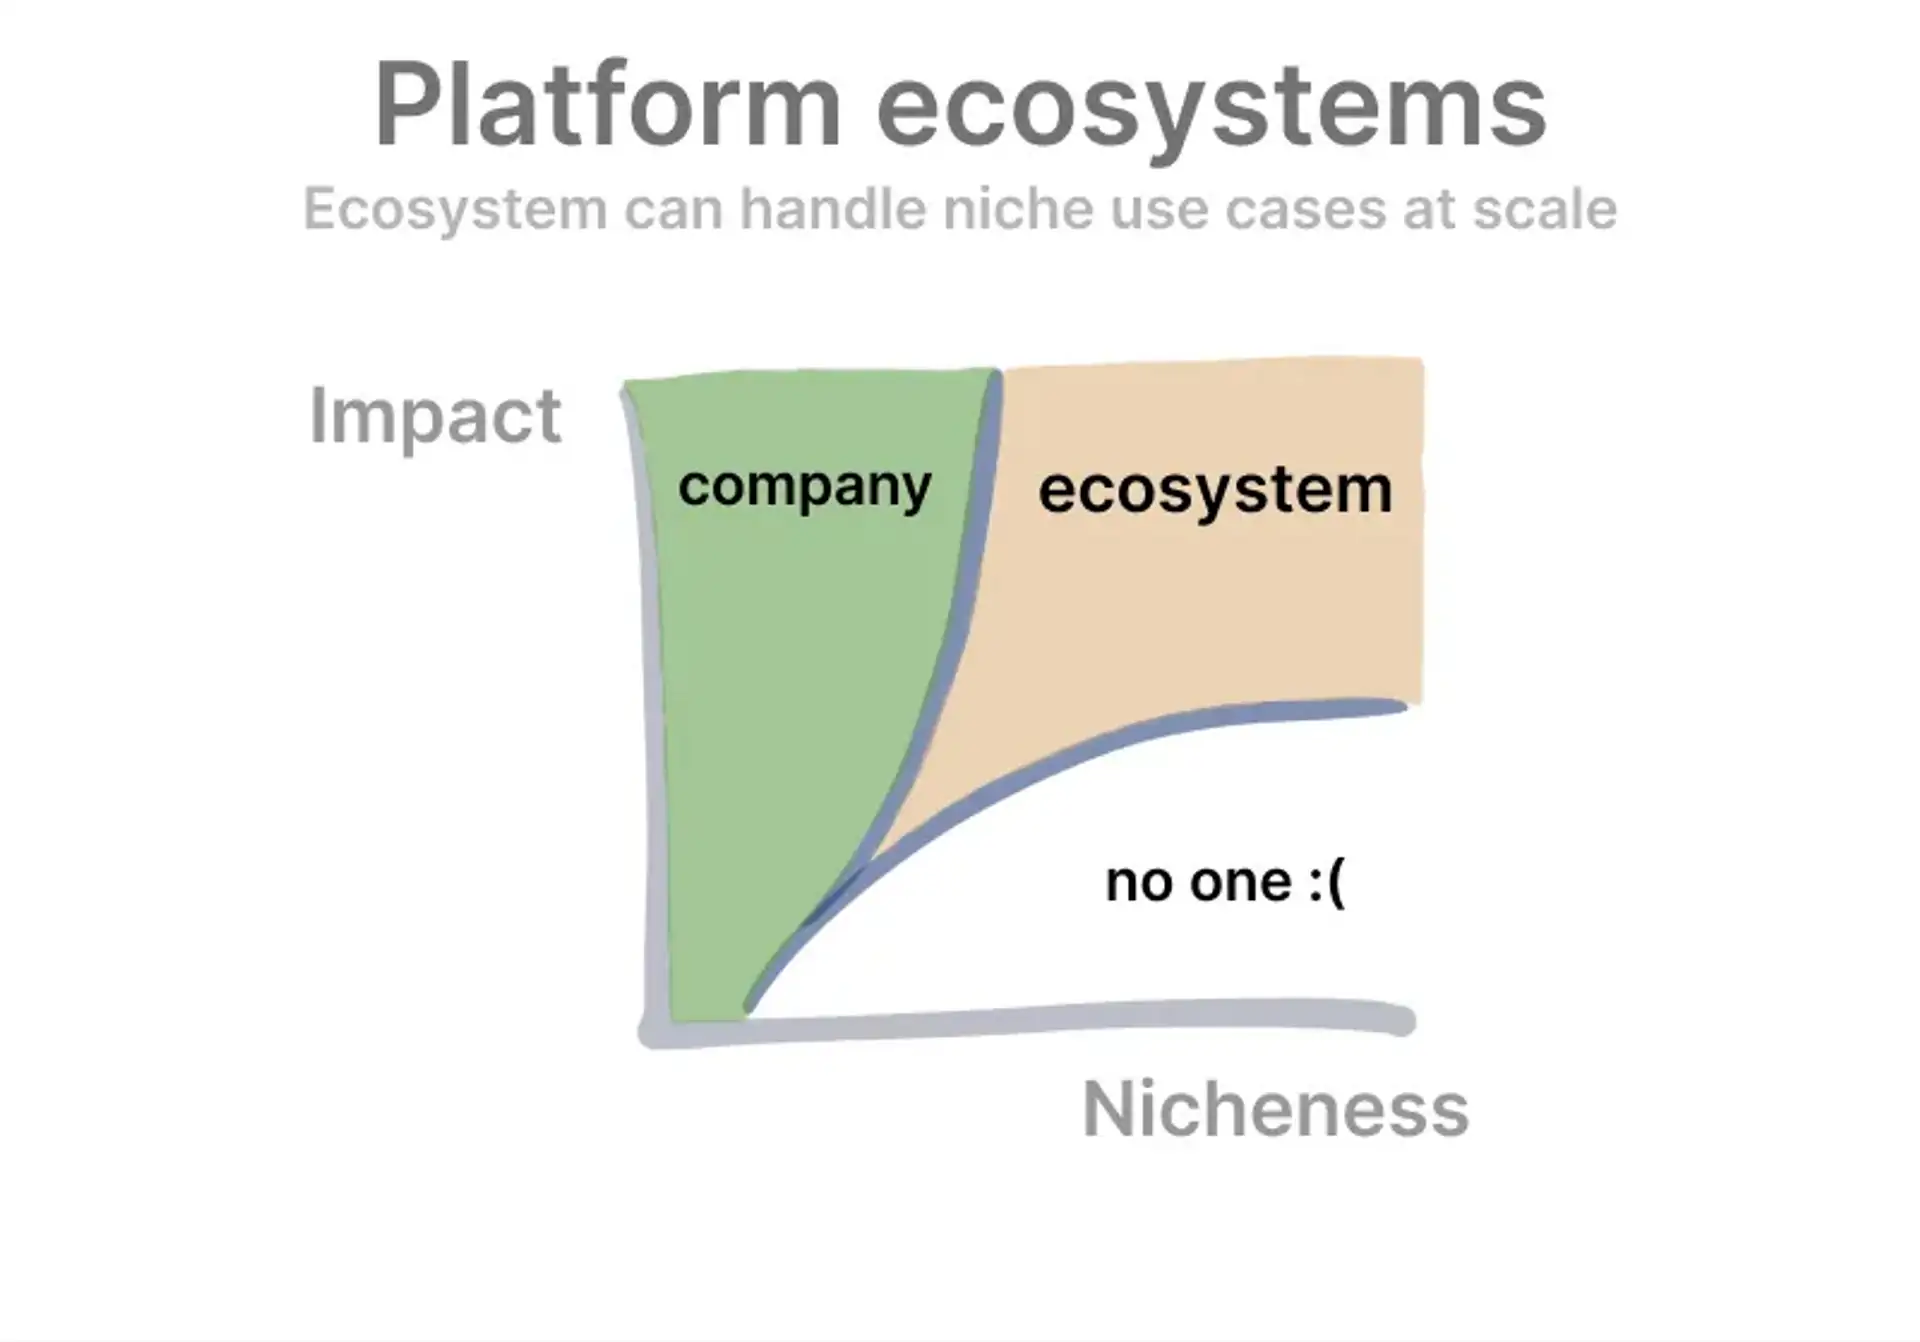 Platform ecosystems
Ecosystem can handle niche use cases at scale
Impact
company
ecosystem
no one :(
Nicheness